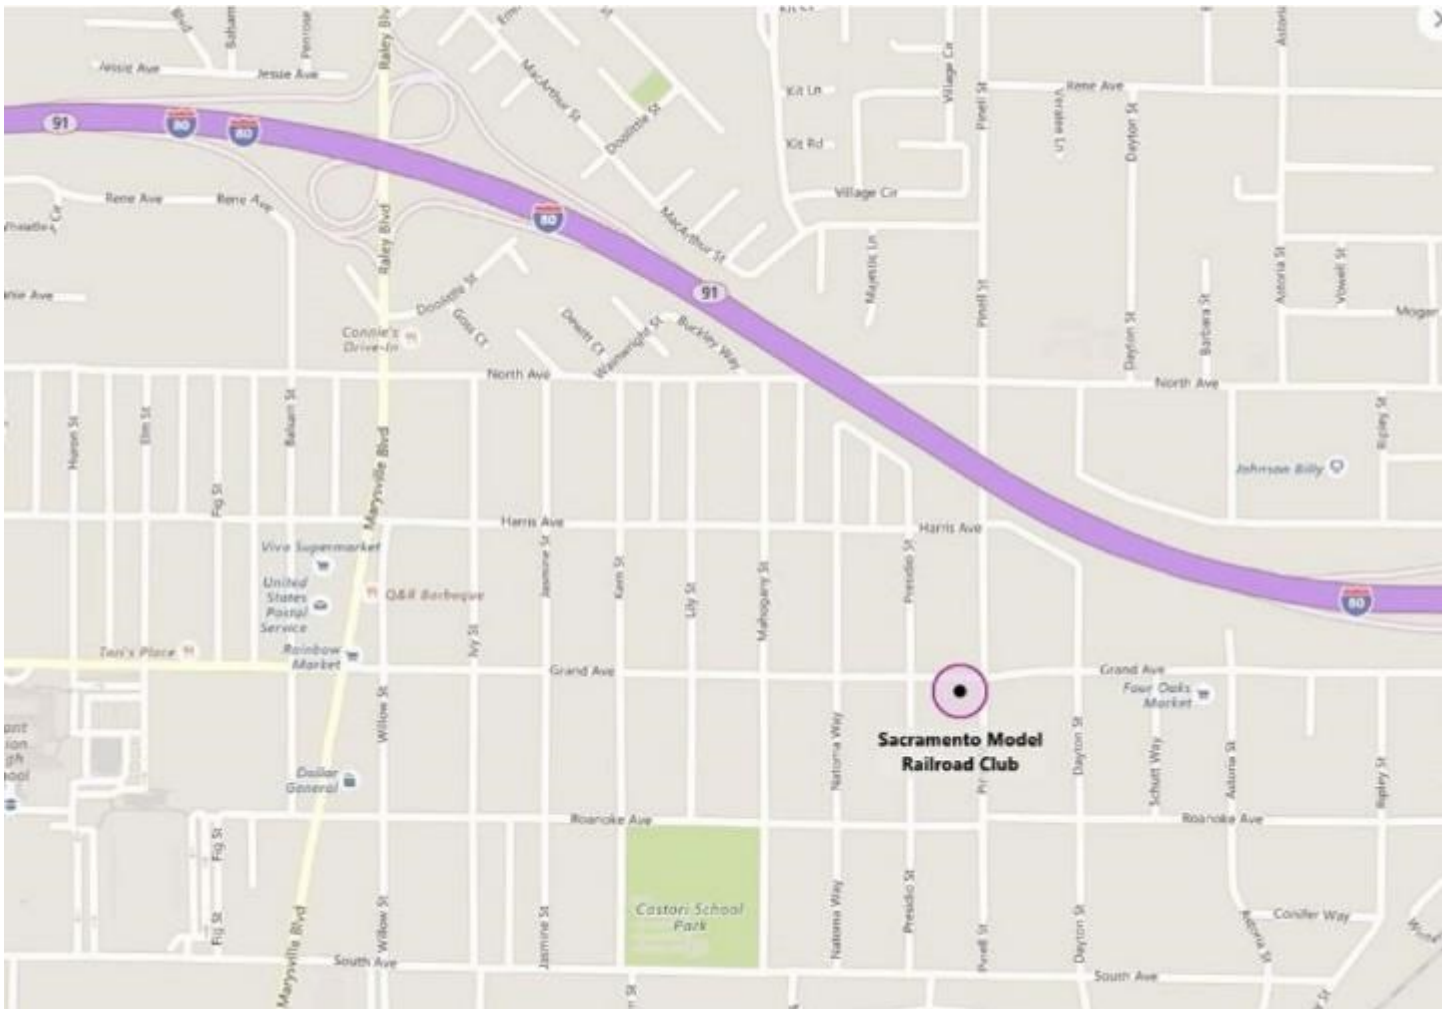 Raley Blv
Balsam
Penrose
Blvd
Jessie Ave
Jessie Ave
91
80
80
MacArthur St
Doolittle St
Kit Ln
Kit Rd
Village Cir
Village Cir
Pinell St
Rene Ave
Dayton St
Astoria
Rene Ave
Rene Ave
Raley Blvd
80
MacArthur St
91
Majestic Ln
Pinell St
Dayton St
Barbara St
Astoria St
Vowell St
Mogar
Doolittle St
Goss Ct
Dewitt Ct
Wainwright St
Buckley Way
Connie's
Drive-In
North Ave
North Ave
Huron St
Elm St
Fig St
Balsam St
Marysville Blvd
Ripley St
Johnson Billy
Harris Ave
Harris Ave
Viva Supermarket
United
States
Postal
Service
Q&R Barbeque
Rainbow
Market
Tori's Place
Ivy St
Jasmine St
Kern St
Lily St
Mahogany St
Presidio St
80
Grand Ave
Grand Ave
Four Oaks
Market
Sacramento Model
Railroad Club
Willow St
Dollar
General
Natoma Way
Dayton St
Schutt Way
Astoria St
Ripley St
Roanoke Ave
Roanoke Ave
Fig St
Fig St
Castori School
Park
Natoma Way
Presidio St
Pinell St
Dayton St
Astoria St
Conifer Way
Marysville Blvd
Willow St
Jasmine St
South Ave
South Ave